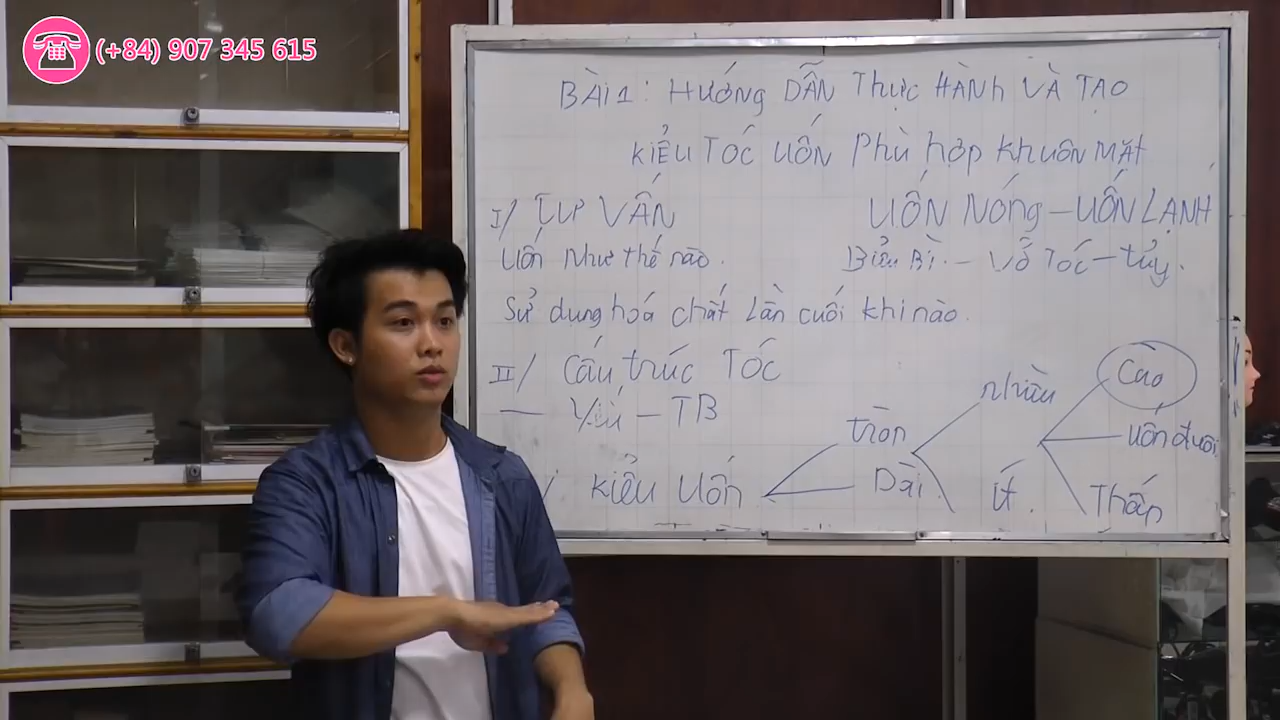 (+84) 907 345 615
BÀi 1: HướNg DẪN Thực HÀNh VÀ TẠO
KIỂU TÓC UỐN Phù hợp KHUÔN MẶT
I/ TƯ VẤN
UỐN NÓNG – UỐN LẠNH
Uốn Như thế nào.
Biểu Bì. – Vỏ TÓC – tủy.
Sử dụng hóa chất Lần cuối khi nào.
II/ Cấu trúc TÓC
— Yếu – TB
/ KIỂU UỐN
tròn
Dài
nhiều
ít.
Cao
uốn đuôi
Thấp